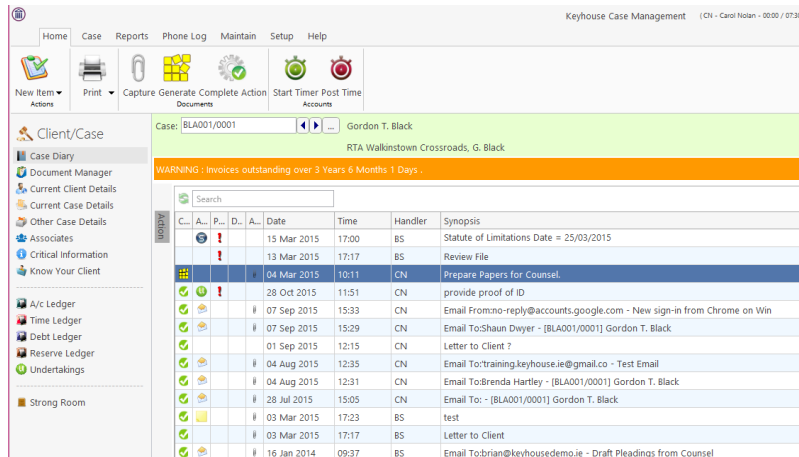 Keyhouse Case Management (CN - Carol Nolan - 00:00 / 07:30
Home Case Reports Phone Log Maintain Setup Help
New Item Print Capture Generate Complete Action Start Timer Post Time
Actions Documents Accounts
Client/Case
Case Diary
Document Manager
Current Client Details
Current Case Details
Other Case Details
Associates
Critical Information
Know Your Client
A/c Ledger
Time Ledger
Debt Ledger
Reserve Ledger
Undertakings
Strong Room
Case: BLA001/0001 ... Gordon T. Black
RTA Walkinstown Crossroads, G. Black
WARNING : Invoices outstanding over 3 Years 6 Months 1 Days .
Action
Search
C... A... P... D.. A... Date Time Handler Synopsis
S 15 Mar 2015 17:00 BS Statute of Limitations Date = 25/03/2015
13 Mar 2015 17:17 BS Review File
04 Mar 2015 10:11 CN Prepare Papers for Counsel.
28 Oct 2015 11:51 CN provide proof of ID
07 Sep 2015 15:33 CN Email From:no-reply@accounts.google.com - New sign-in from Chrome on Win
07 Sep 2015 15:29 CN Email To:Shaun Dwyer - [BLA001/0001] Gordon T. Black
01 Sep 2015 12:15 CN Letter to Client ?
04 Aug 2015 12:35 CN Email To:'training.keyhouse.ie@gmail.co - Test Email
04 Aug 2015 12:31 CN Email To:Brenda Hartley - [BLA001/0001] Gordon T. Black
28 Jul 2015 15:05 CN Email To: - [BLA001/0001] Gordon T. Black
03 Mar 2015 17:23 BS test
03 Mar 2015 17:17 BS Letter to Client
16 Jan 2014 09:37 BS Email To:brian@keyhousedemo.ie - Draft Pleadings from Counsel